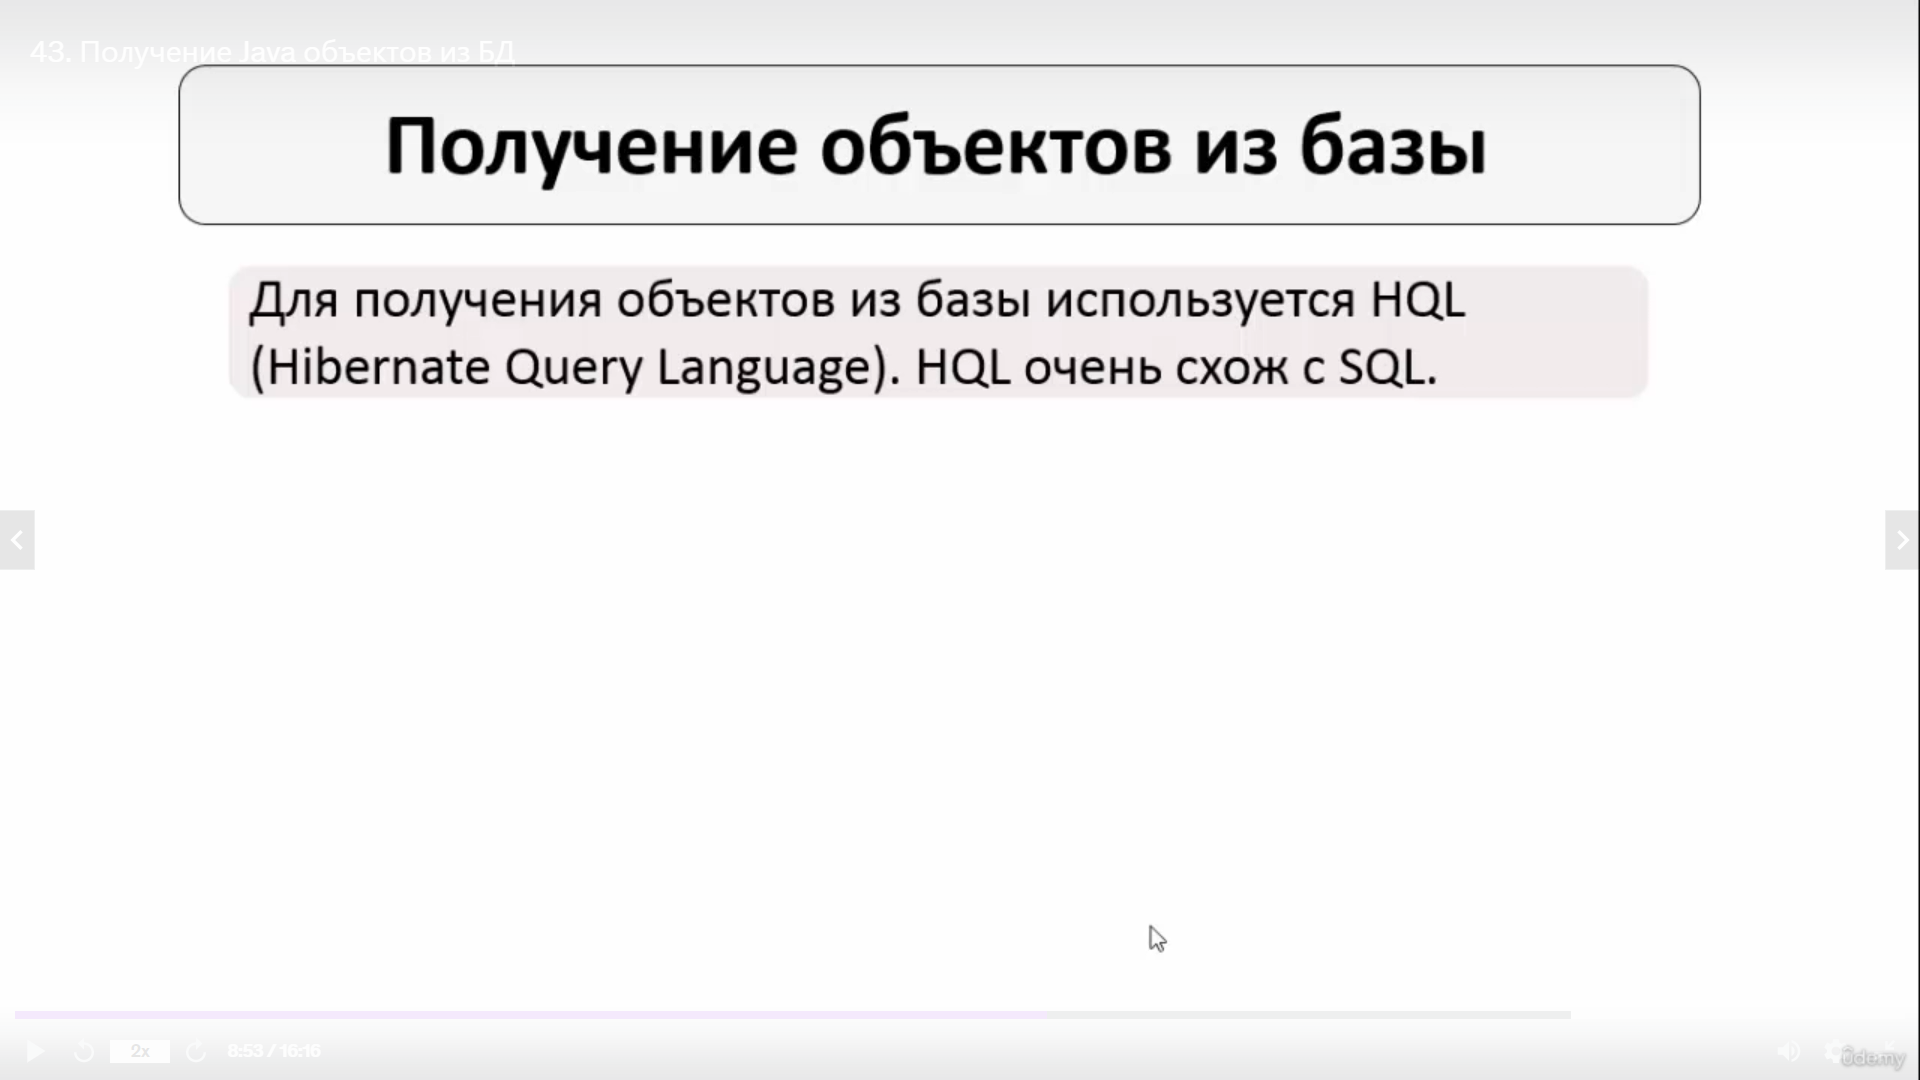 43. Получение Java объектов из БД
Получение объектов из базы
Для получения объектов из базы используется HQL
(Hibernate Query Language). HQL очень схож с SQL.
2x
8:53 / 16:16
ûdemy